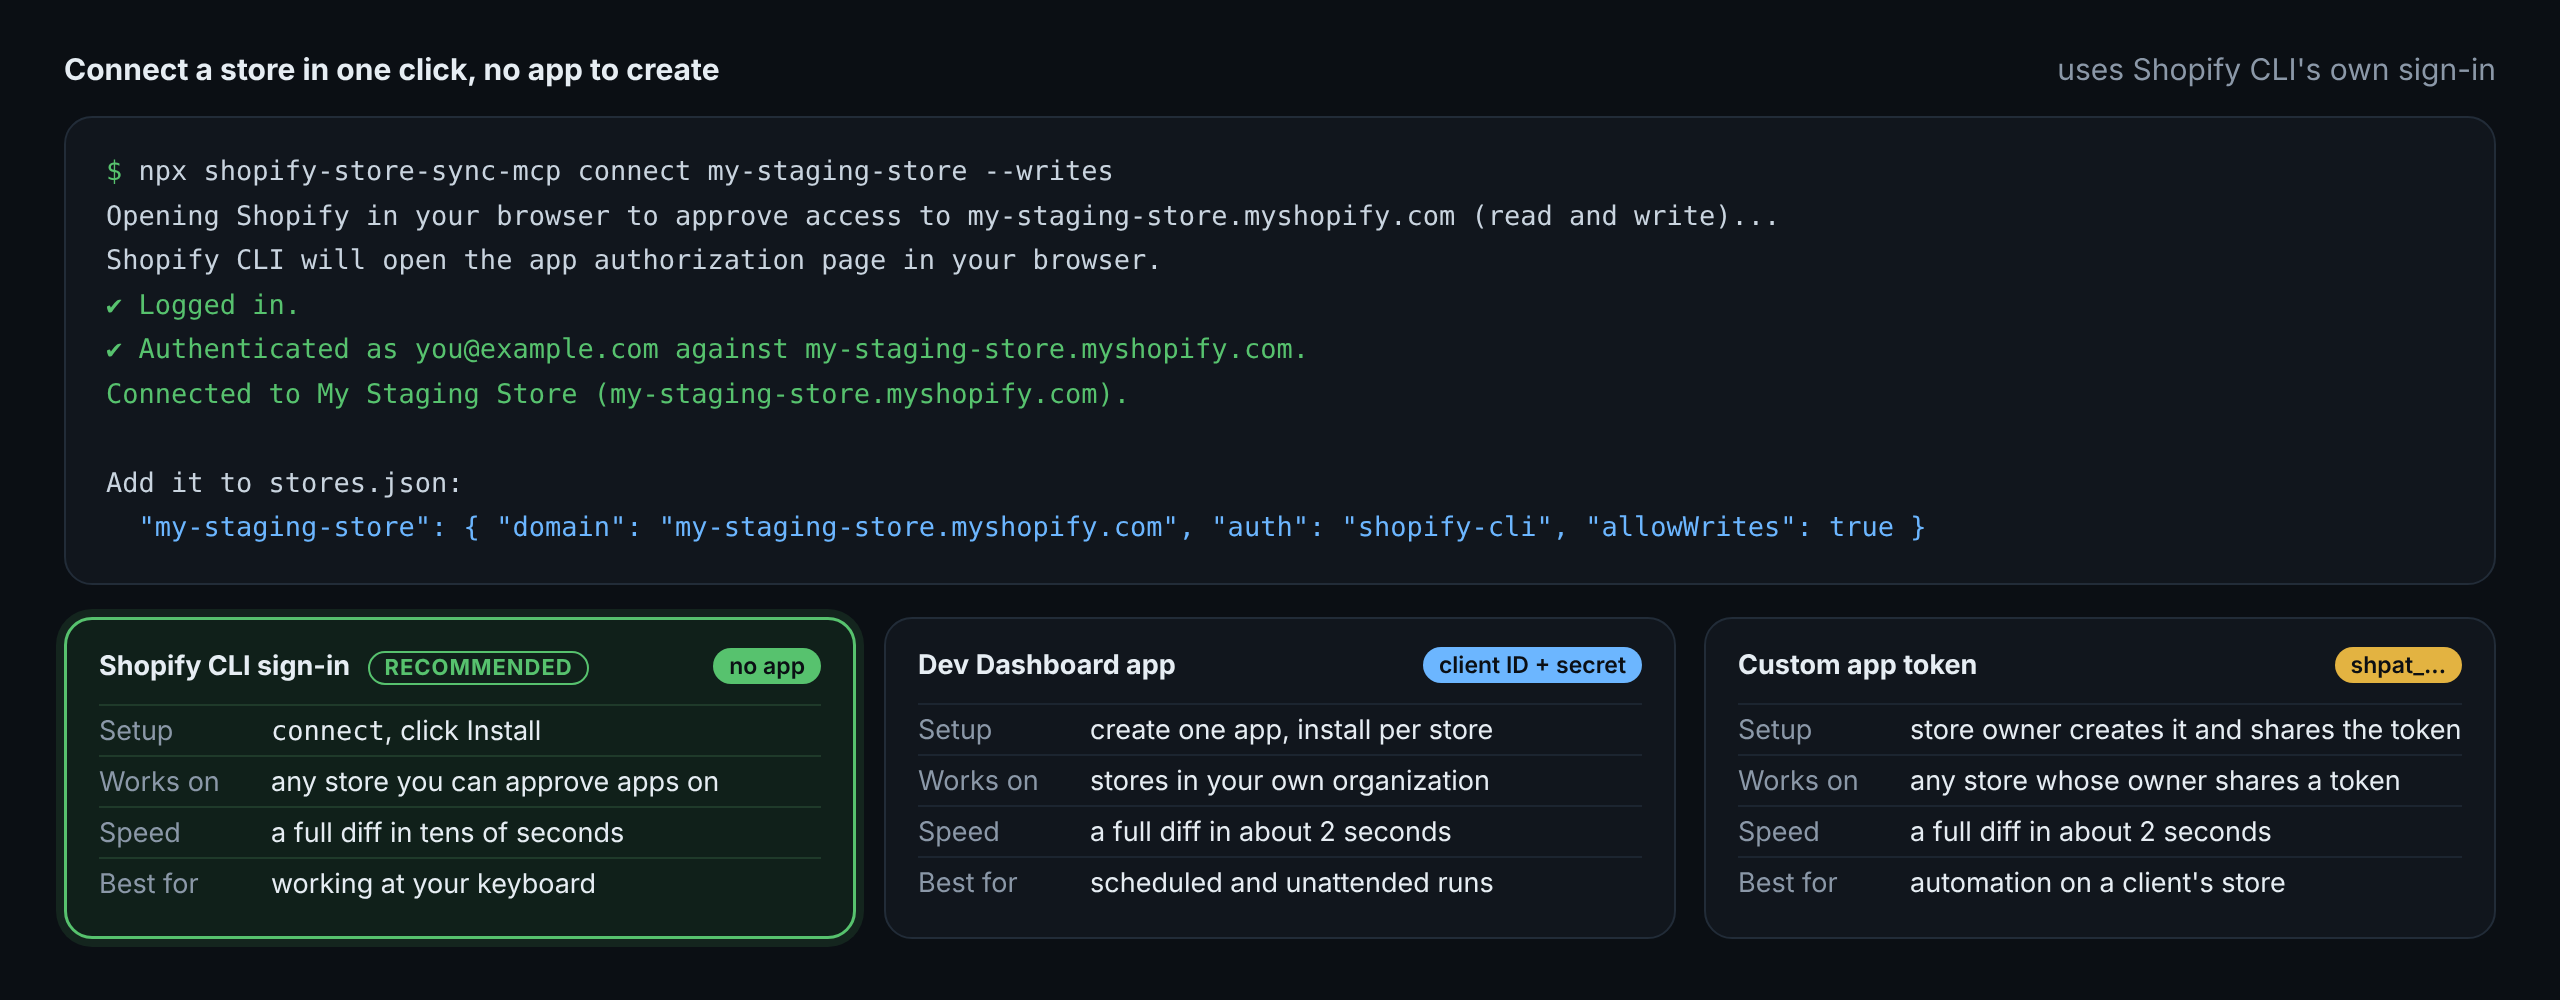 Connect a store in one click, no app to create
uses Shopify CLI's own sign-in
$ npx shopify-store-sync-mcp connect my-staging-store --writes
Opening Shopify in your browser to approve access to my-staging-store.myshopify.com (read and write)...
Shopify CLI will open the app authorization page in your browser.
✔ Logged in.
✔ Authenticated as you@example.com against my-staging-store.myshopify.com.
Connected to My Staging Store (my-staging-store.myshopify.com).
Add it to stores.json:
"my-staging-store": { "domain": "my-staging-store.myshopify.com", "auth": "shopify-cli", "allowWrites": true }
Shopify CLI sign-in RECOMMENDED no app
Setup connect, click Install
Works on any store you can approve apps on
Speed a full diff in tens of seconds
Best for working at your keyboard
Dev Dashboard app client ID + secret
Setup create one app, install per store
Works on stores in your own organization
Speed a full diff in about 2 seconds
Best for scheduled and unattended runs
Custom app token shpat_...
Setup store owner creates it and shares the token
Works on any store whose owner shares a token
Speed a full diff in about 2 seconds
Best for automation on a client's store